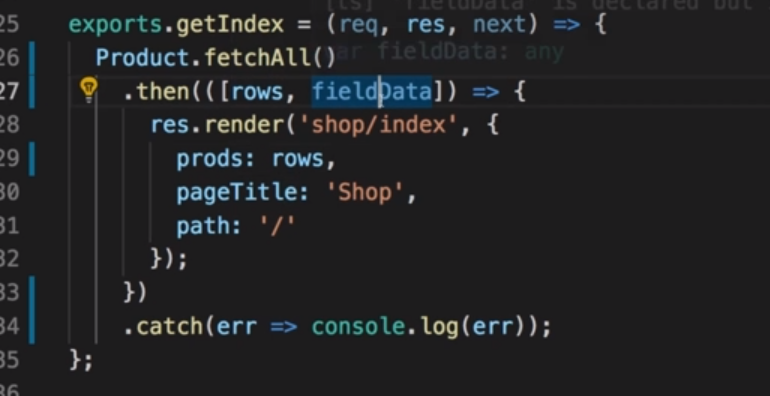 [ts] 'fieldData' is declared but
25 exports.getIndex = (req, res, next) => {
var fieldData: any
26 Product.fetchAll()
27 .then(([rows, fieldData]) => {
28 res.render('shop/index', {
29 prods: rows,
30 pageTitle: 'Shop',
31 path: '/'
32 });
33 })
34 .catch(err => console.log(err));
35 };
36